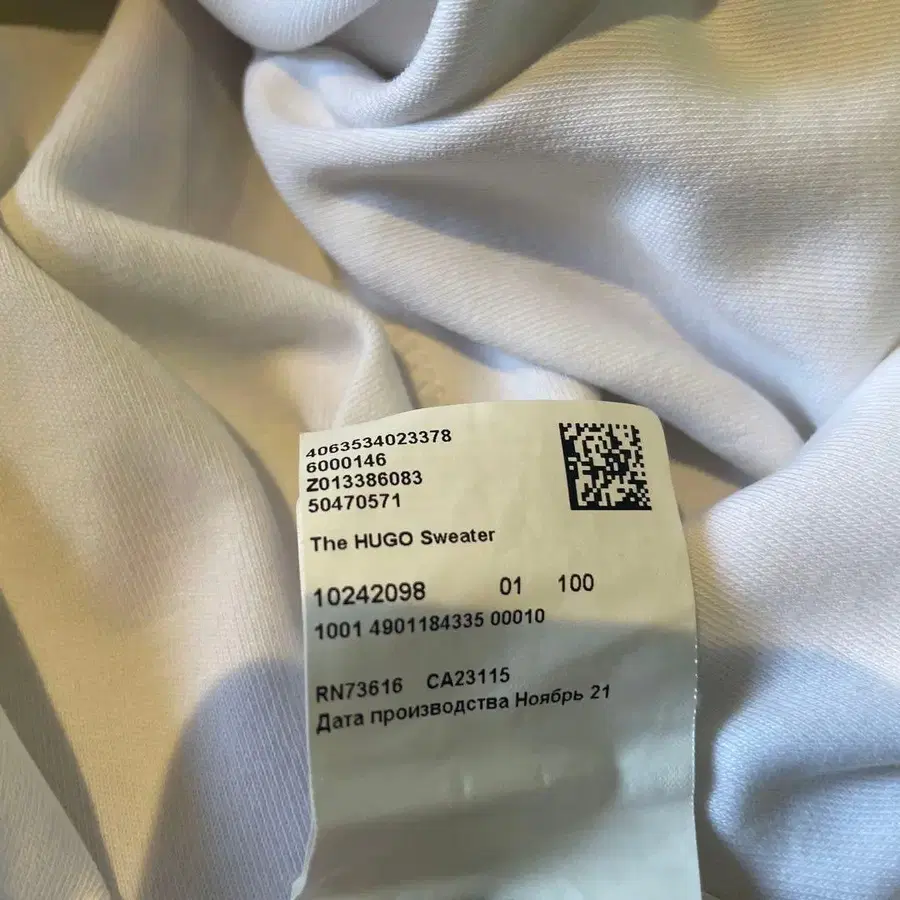 4063534023378
6000146
Z013386083
50470571
The HUGO Sweater
10242098 01 100
1001 4901184335 00010
RN73616 CA23115
Дата производства Ноябрь 21